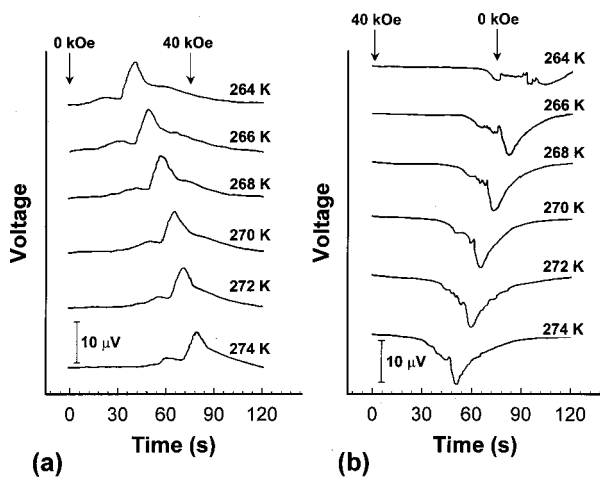 0 kOe
40 kOe
264 K
266 K
268 K
270 K
272 K
274 K
10 μV
Voltage
0 30 60 90 120
Time (s)
(a)
40 kOe
0 kOe
264 K
266 K
268 K
270 K
272 K
274 K
10 μV
Voltage
0 30 60 90 120
Time (s)
(b)